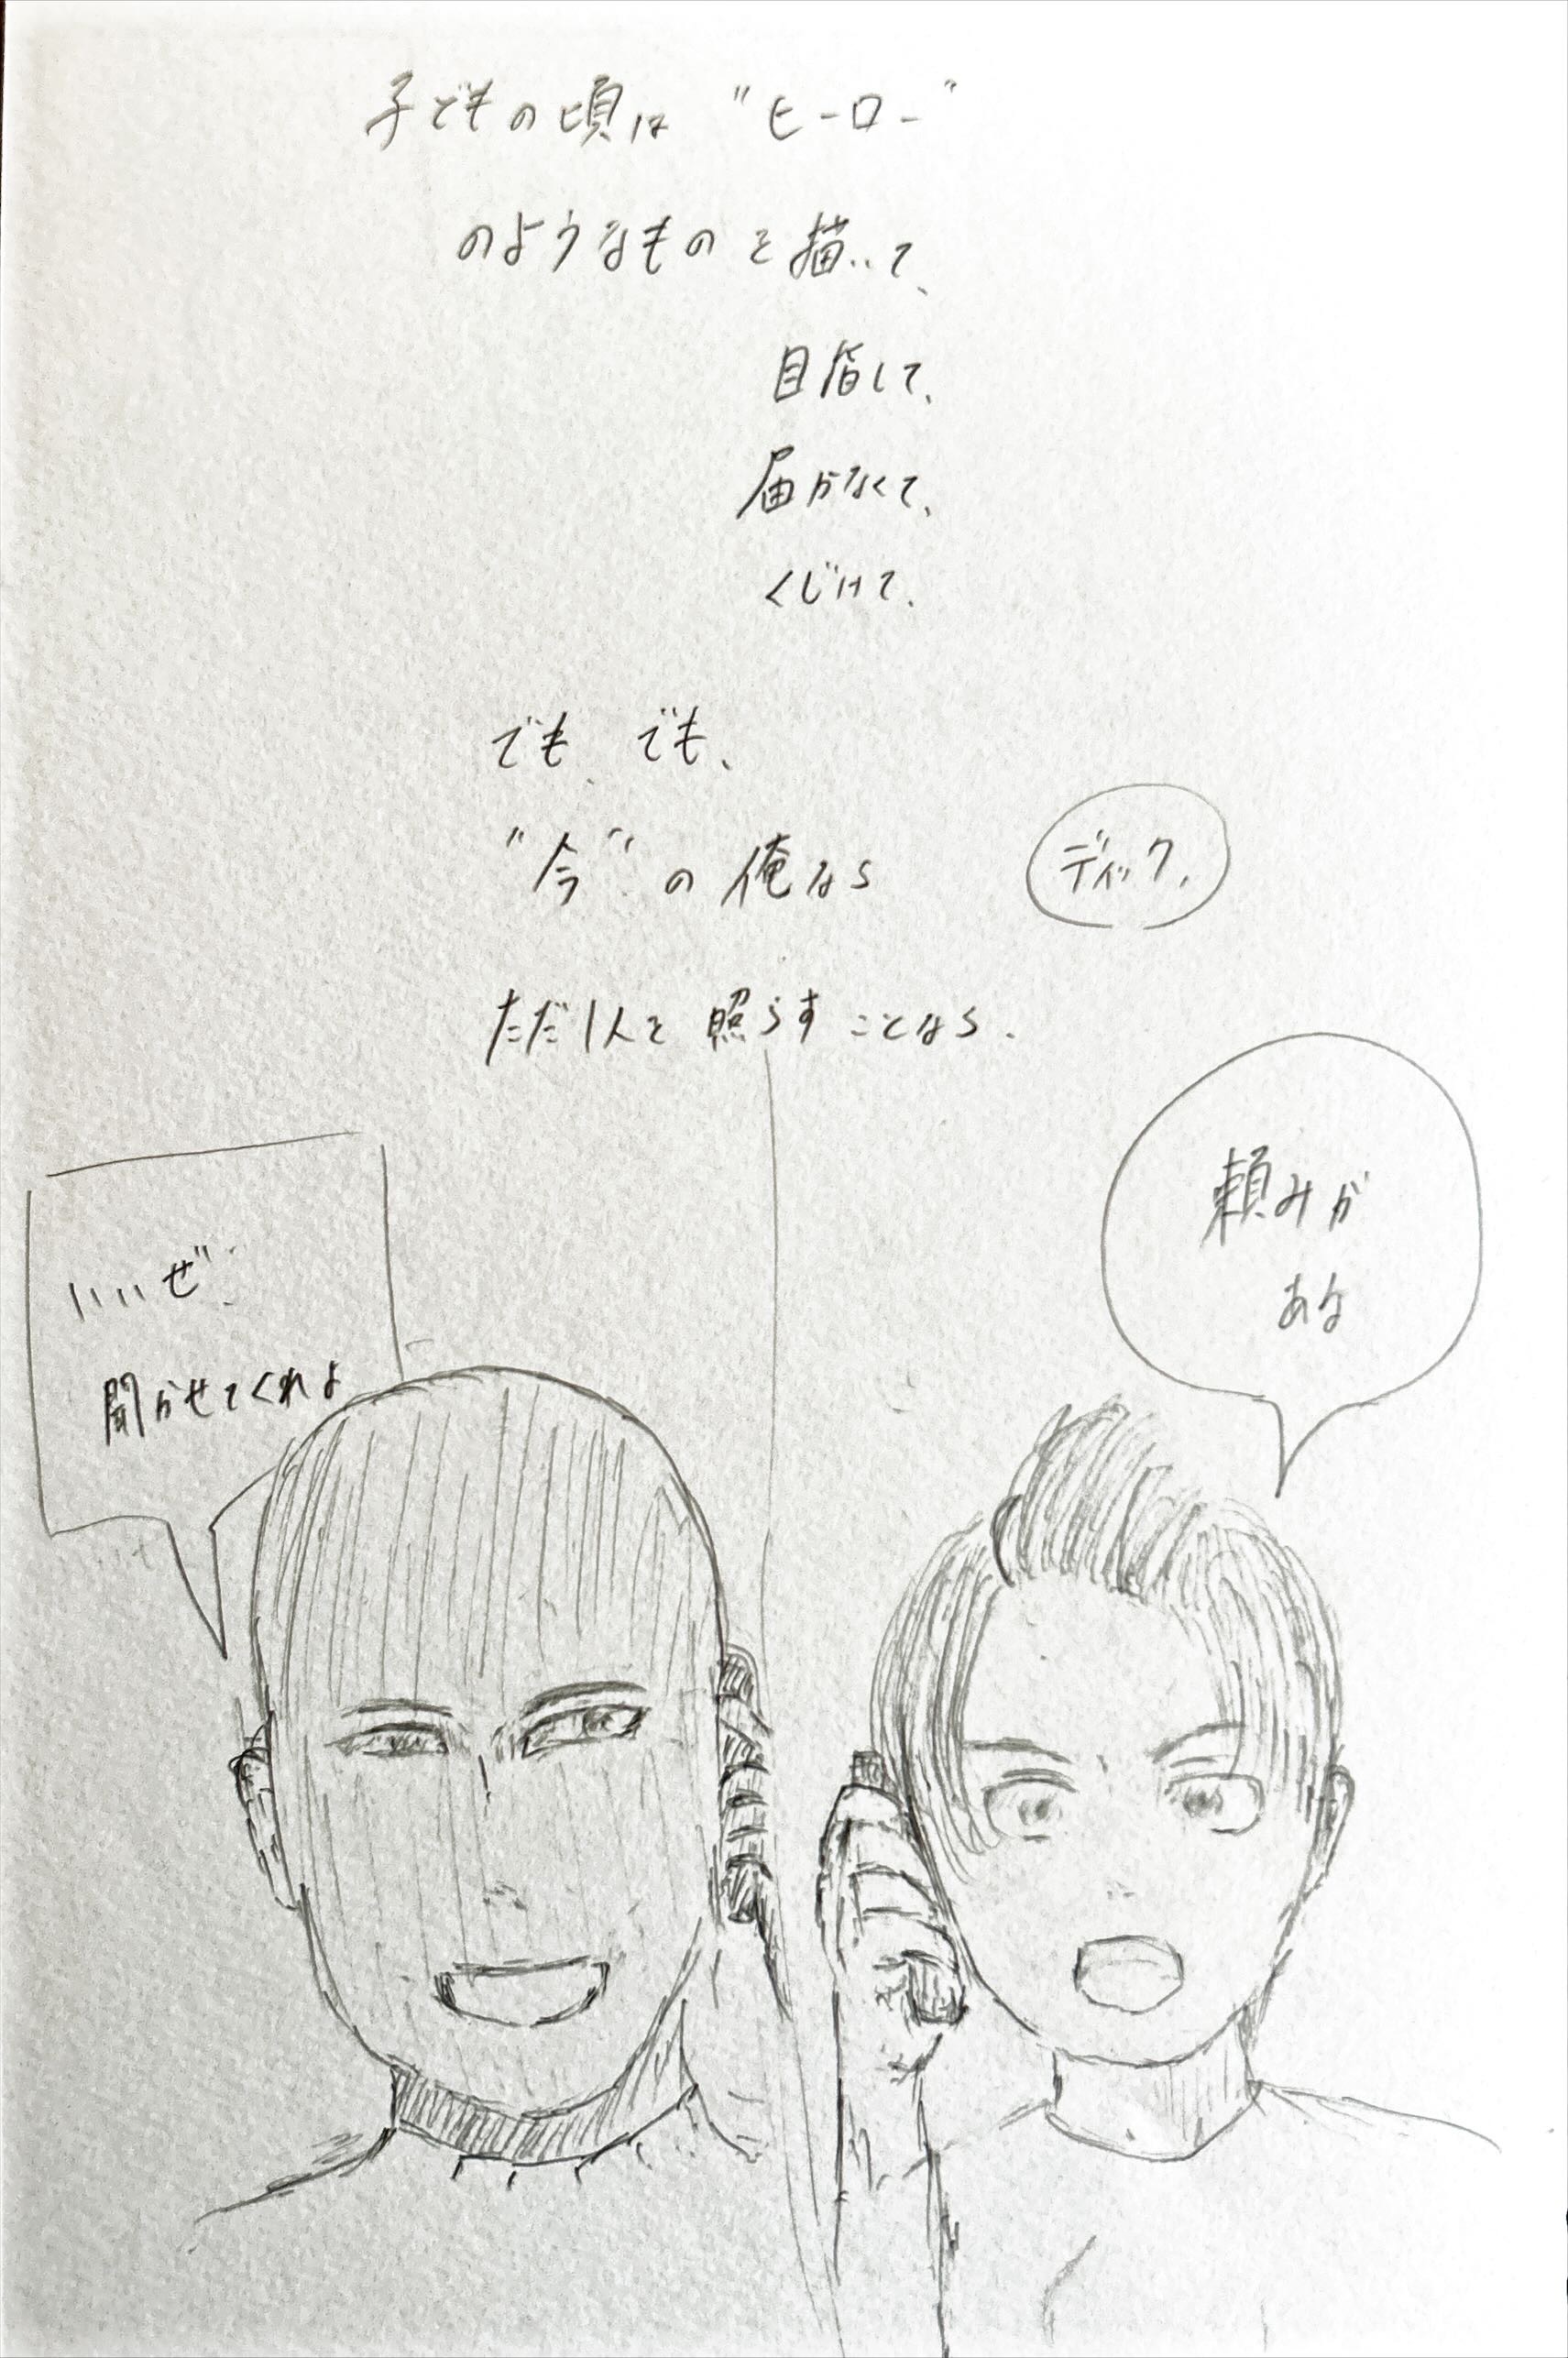 子どもの頃は "ヒーロー"
のようなものを描いて、
目指して、
届かなくて、
くじけて、
でも、でも、
"今"の俺なら
ただ1人を照らすことなら.
ディック、
頼みが
あな
いいぜ、
聞かせてくれよ